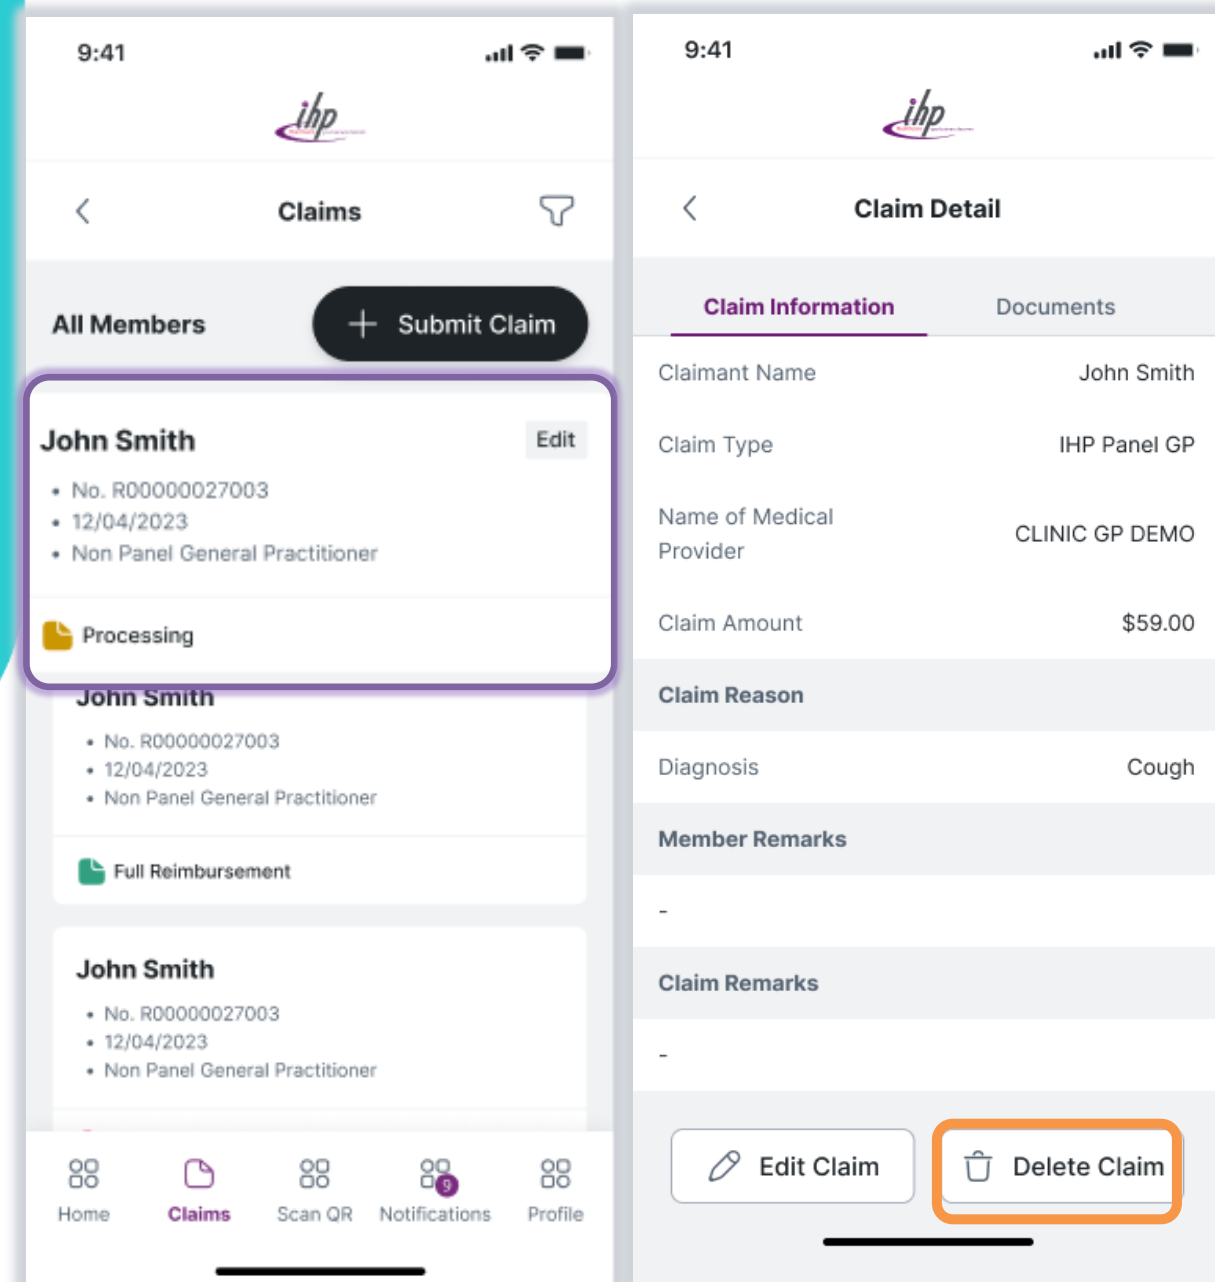 9:41
ihp
Claims
All Members
+ Submit Claim
John Smith
Edit
• No. R00000027003
• 12/04/2023
• Non Panel General Practitioner
Processing
John Smith
• No. R00000027003
• 12/04/2023
• Non Panel General Practitioner
Full Reimbursement
John Smith
• No. R00000027003
• 12/04/2023
• Non Panel General Practitioner
Home
Claims
Scan QR
9
Notifications
Profile
9:41
ihp
Claim Detail
Claim Information
Documents
Claimant Name
John Smith
Claim Type
IHP Panel GP
Name of Medical
Provider
CLINIC GP DEMO
Claim Amount
$59.00
Claim Reason
Diagnosis
Cough
Member Remarks
-
Claim Remarks
-
Edit Claim
Delete Claim